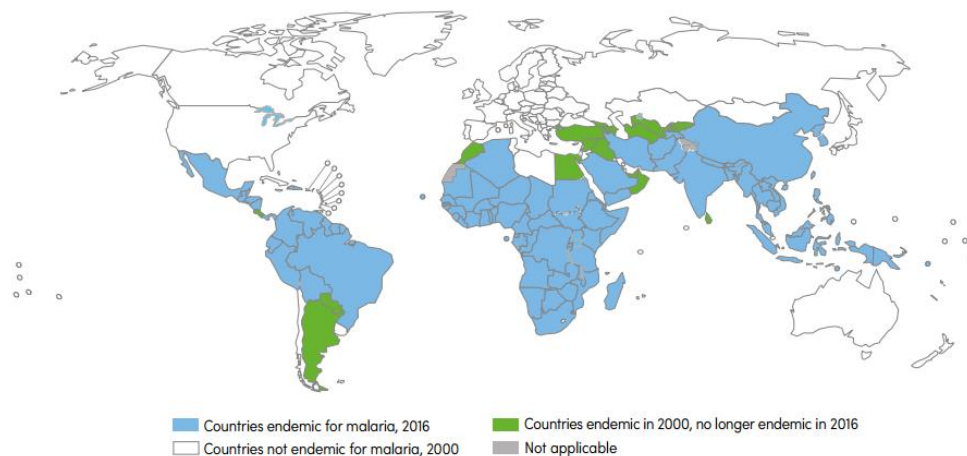 Countries endemic for malaria, 2016
Countries endemic in 2000, no longer endemic in 2016
Countries not endemic for malaria, 2000
Not applicable